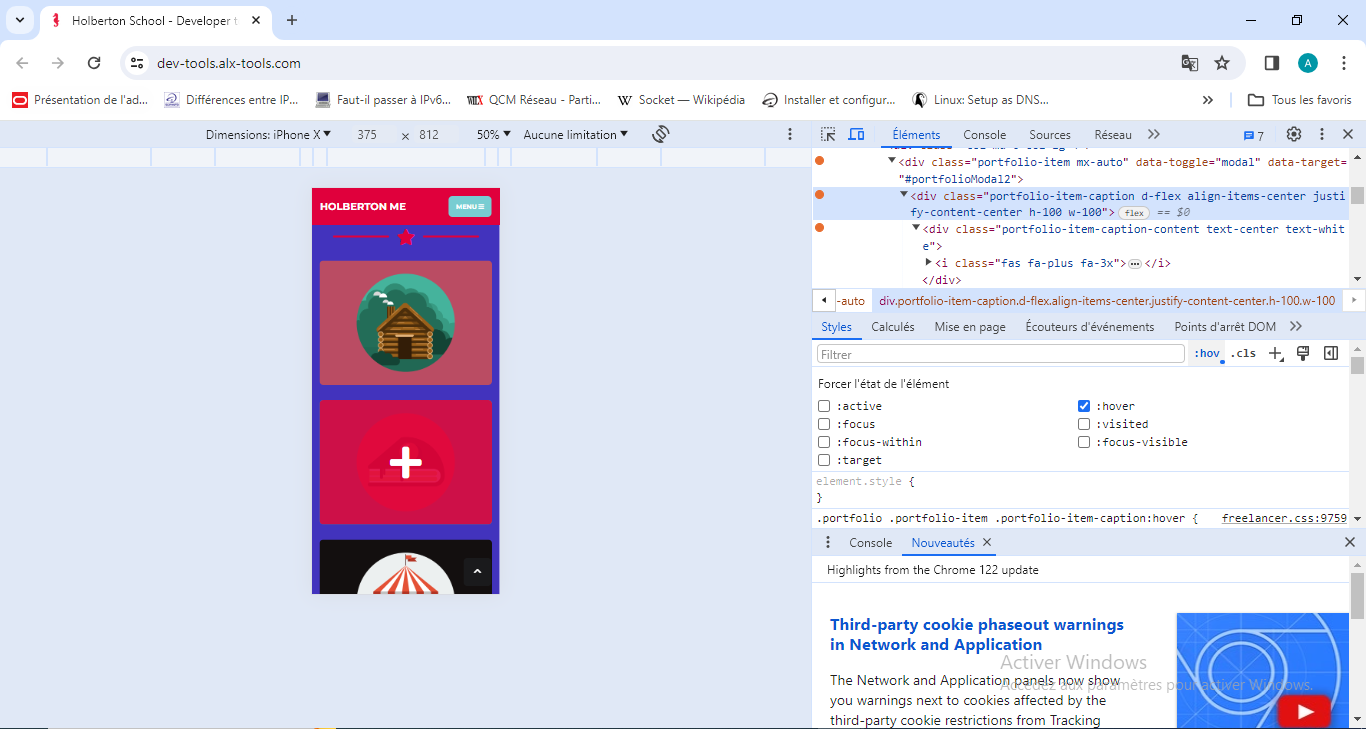 Holberton School - Developer t
dev-tools.alx-tools.com
A
Présentation de l'ad...
Différences entre IP...
Faut-il passer à IPv6...
QCM Réseau - Parti...
W Socket — Wikipédia
Installer et configur...
Linux: Setup as DNS...
Tous les favoris
Dimensions: iPhone X
375 × 812
50%
Aucune limitation
Éléments
Console
Sources
Réseau
7
<div class="portfolio-item mx-auto" data-toggle="modal" data-target=
"#portfolioModal2">
<div class="portfolio-item-caption d-flex align-items-center justi
fy-content-center h-100 w-100"> flex == $0
<div class="portfolio-item-caption-content text-center text-whit
e">
<i class="fas fa-plus fa-3x">…</i>
</div>
-auto
div.portfolio-item-caption.d-flex.align-items-center.justify-content-center.h-100.w-100
Styles
Calculés
Mise en page
Écouteurs d'événements
Points d'arrêt DOM
Filtrer
:hov
.cls
Forcer l'état de l'élément
:active
:hover
:focus
:visited
:focus-within
:focus-visible
:target
element.style {
}
.portfolio .portfolio-item .portfolio-item-caption:hover {
freelancer.css:9759
Console
Nouveautés
Highlights from the Chrome 122 update
Third-party cookie phaseout warnings
in Network and Application
The Network and Application panels now show
you warnings next to cookies affected by the
third-party cookie restrictions from Tracking
Activer Windows
Accédez aux paramètres pour activer Windows.
HOLBERTON ME
MENU